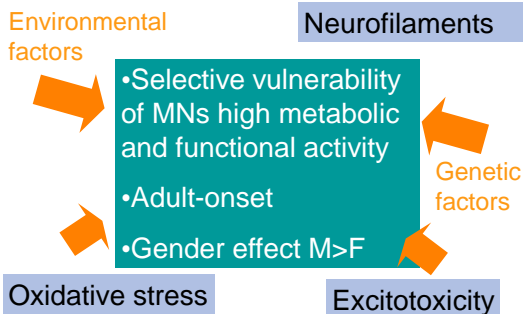 Environmental
factors
Neurofilaments
•Selective vulnerability
of MNs high metabolic
and functional activity
•Adult-onset
•Gender effect M>F
Genetic
factors
Oxidative stress
Excitotoxicity